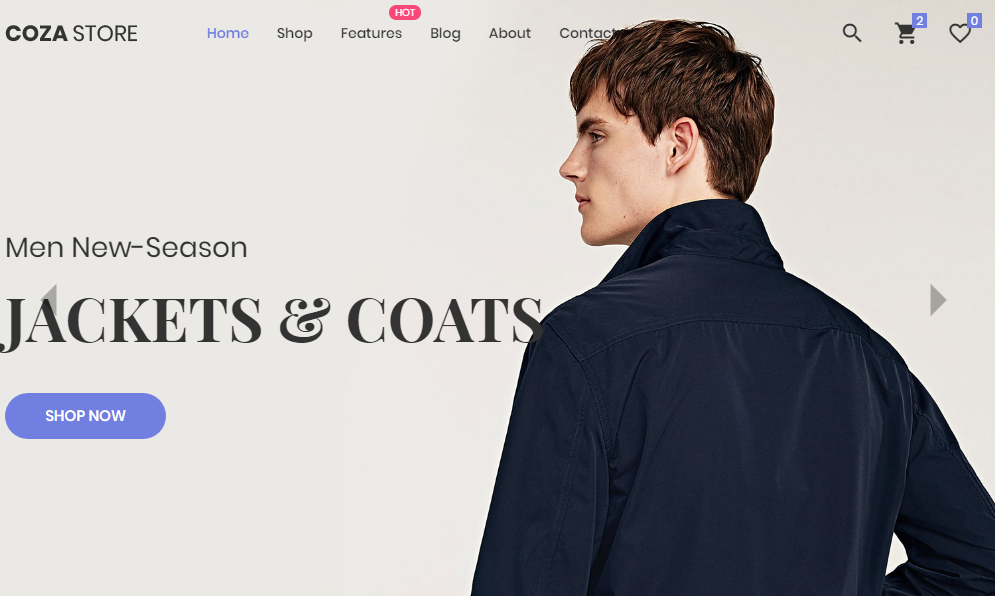 COZA STORE
Home Shop Features HOT Blog About Contact
2 0
Men New-Season
JACKETS & COATS
SHOP NOW